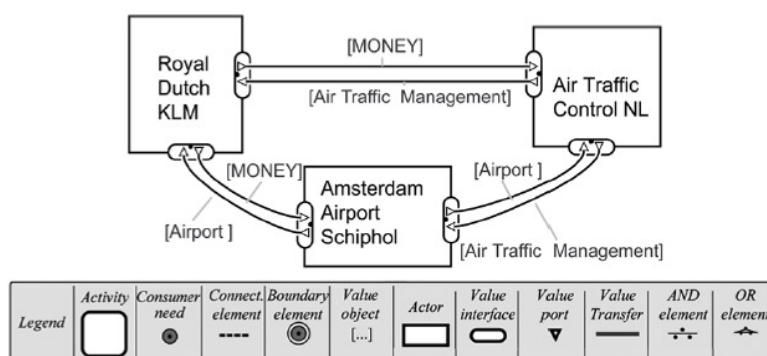 [MONEY]
Royal
Dutch
KLM
[Air Traffic Management]
Air Traffic
Control NL
[MONEY]
[Airport ]
Amsterdam
Airport
Schiphol
[Airport ]
[Air Traffic Management]
Legend
Activity
Consumer
need
Connect.
element
Boundary
element
Value
object
[...]
Actor
Value
interface
Value
port
Value
Transfer
AND
element
OR
element